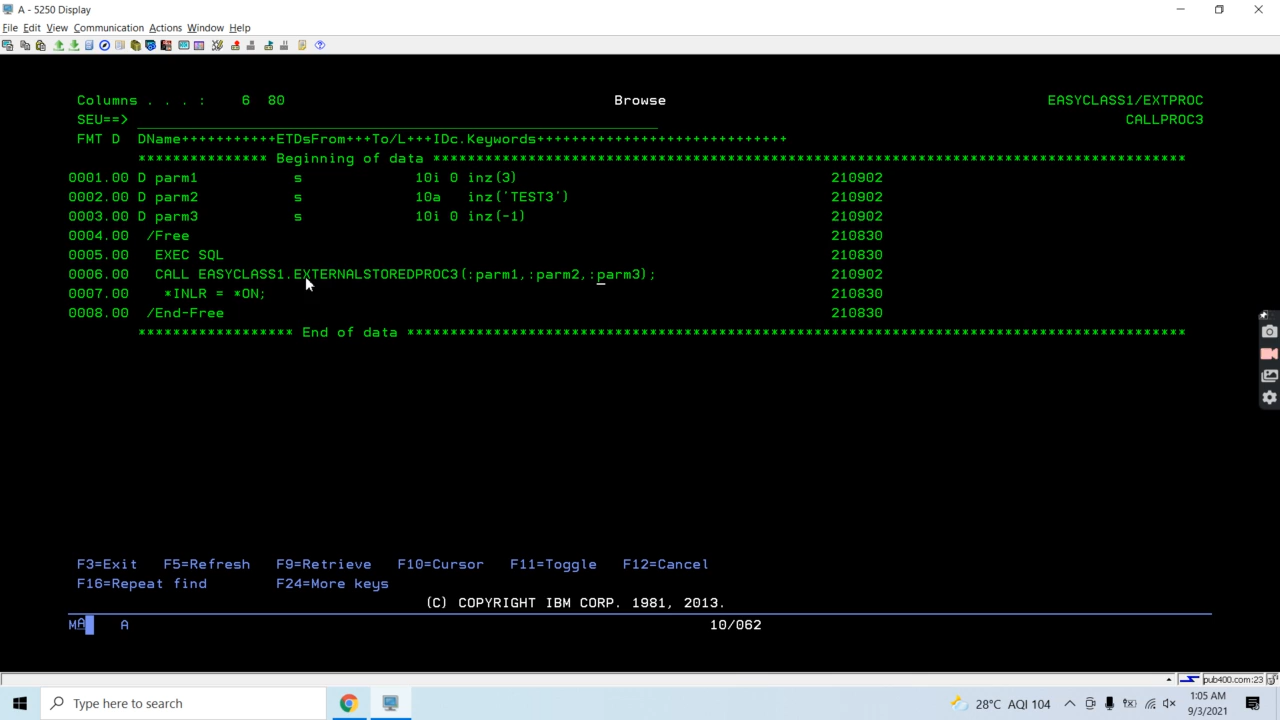 A - 5250 Display
File Edit View Communication Actions Window Help
Columns . . . : 6 80 Browse EASYCLASS1/EXTPROC
SEU==> CALLPROC3
FMT D DName+++++++++++ETDsFrom+++To/L+++IDc.Keywords+++++++++++++++++++++++++++++
*************** Beginning of data ***************************************************************************************
0001.00 D parm1 s 10i 0 inz(3) 210902
0002.00 D parm2 s 10a inz('TEST3') 210902
0003.00 D parm3 s 10i 0 inz(-1) 210902
0004.00 /Free 210830
0005.00 EXEC SQL 210830
0006.00 CALL EASYCLASS1.EXTERNALSTOREDPROC3(:parm1,:parm2,:parm3); 210902
0007.00 *INLR = *ON; 210830
0008.00 /End-Free 210830
****************** End of data ******************************************************************************************
F3=Exit F5=Refresh F9=Retrieve F10=Cursor F11=Toggle F12=Cancel
F16=Repeat find F24=More keys
(C) COPYRIGHT IBM CORP. 1981, 2013.
MA A 10/062
pub400.com:23
Type here to search 28°C AQI 104 1:05 AM
9/3/2021